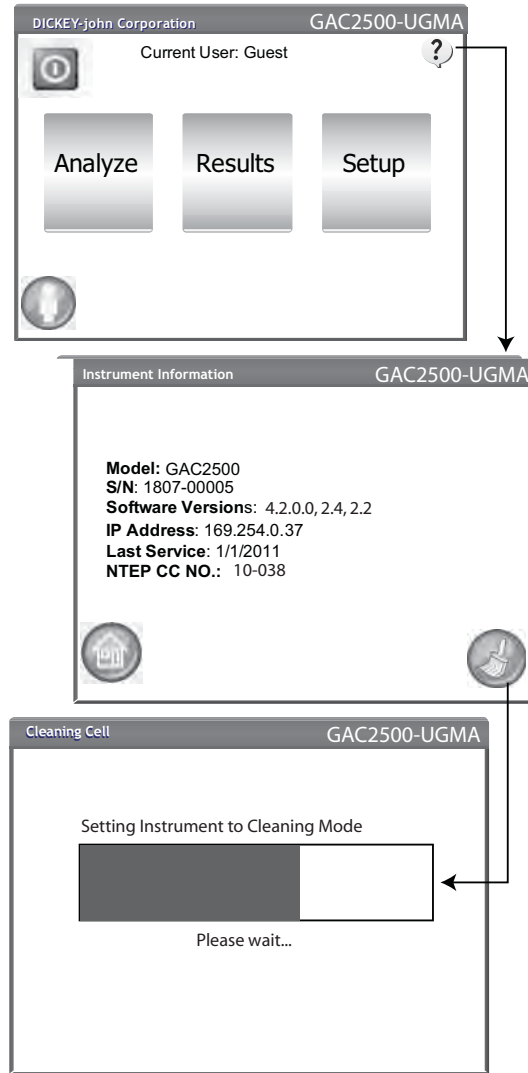 DICKEY-john Corporation GAC2500-UGMA
Current User: Guest
?
Analyze Results Setup
Instrument Information GAC2500-UGMA
Model: GAC2500
S/N: 1807-00005
Software Versions: 4.2.0.0, 2.4, 2.2
IP Address: 169.254.0.37
Last Service: 1/1/2011
NTEP CC NO.: 10-038
Cleaning Cell GAC2500-UGMA
Setting Instrument to Cleaning Mode
Please wait...